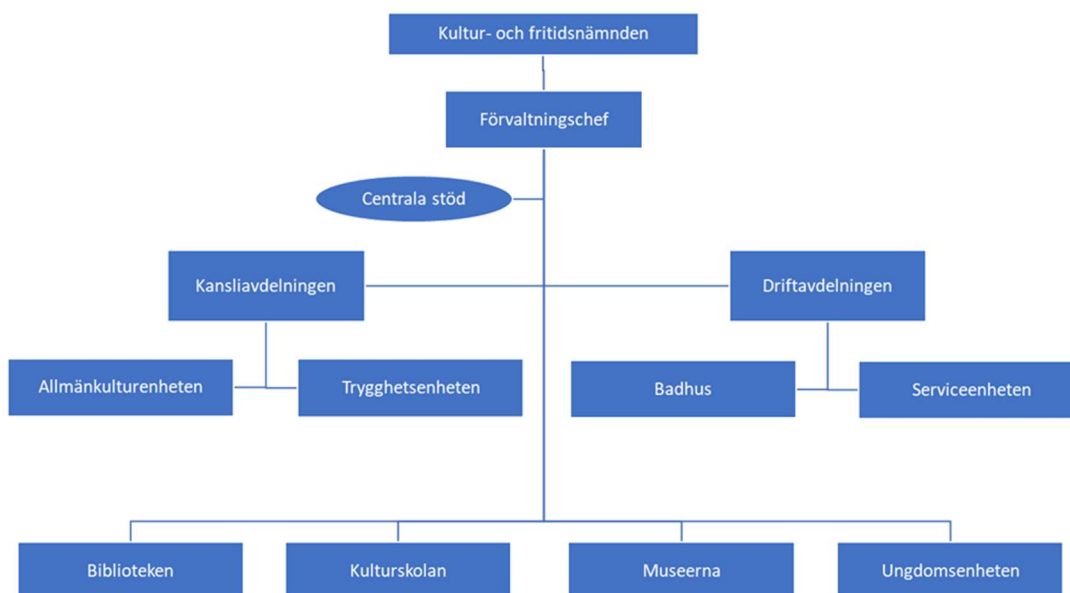 Kultur- och fritidsnämnden
Förvaltningschef
Centrala stöd
Kansliavdelningen
Driftavdelningen
Allmänkulturenheten
Trygghetsenheten
Badhus
Serviceenheten
Biblioteken
Kulturskolan
Museerna
Ungdomsenheten